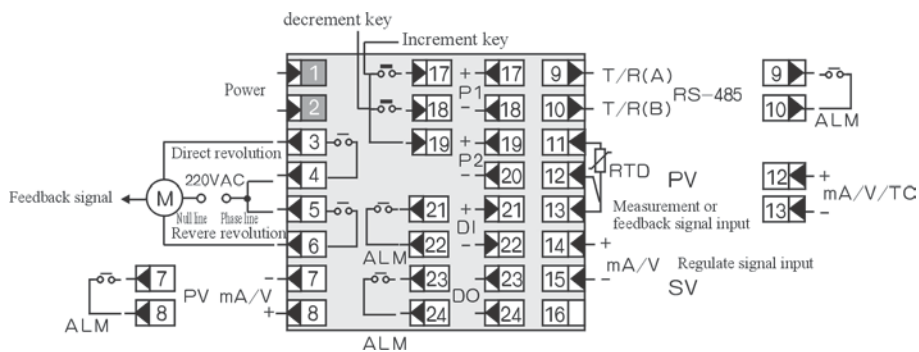 decrement key
Increment key
1 17 + 17 9 T/R(A) 9
Power P1 RS-485
2 18 - 18 10 T/R(B) 10
ALM
3 19 + 19 11
Direct revolution P2 RTD
4 - 20 12 PV 12 +
220VAC mA/V/TC
Feedback signal M
Null line Phase line
5 21 + 21 13 13 -
Revere revolution DI Measurement or
feedback signal input
6 22 - 22 14 +
ALM
7 PV - 7 23 23 15 - mA/V Regulate signal input
mA/V DO SV
8 + 8 24 24 16
ALM
ALM